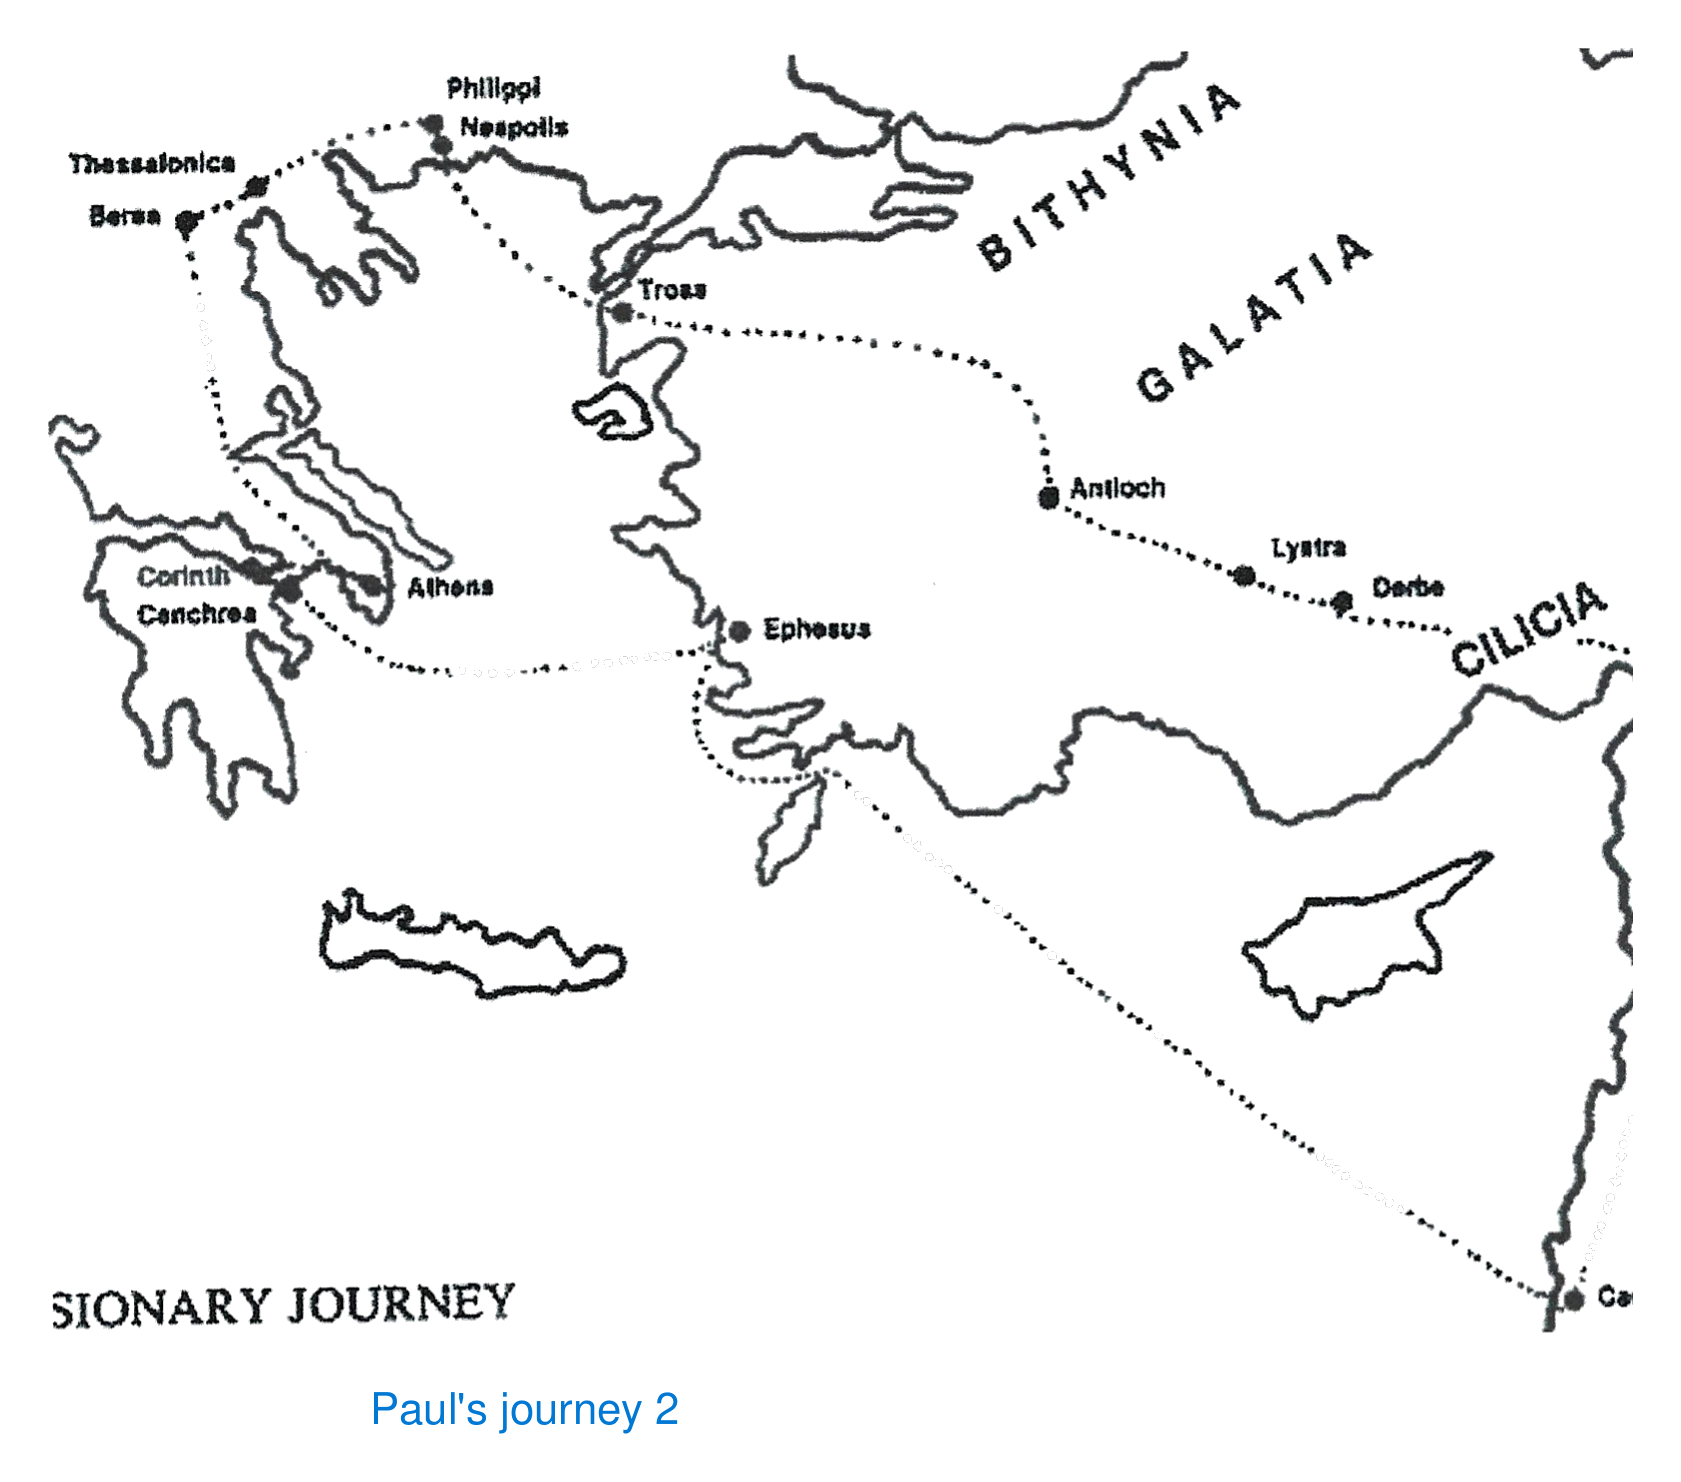 Philippi
Neapolis
Thessalonica
Berea
BITHYNIA
GALATIA
Troas
Antioch
Lystra
Derbe
CILICIA
Corinth
Cenchrea
Athens
Ephesus
Ca
SIONARY JOURNEY
Paul's journey 2